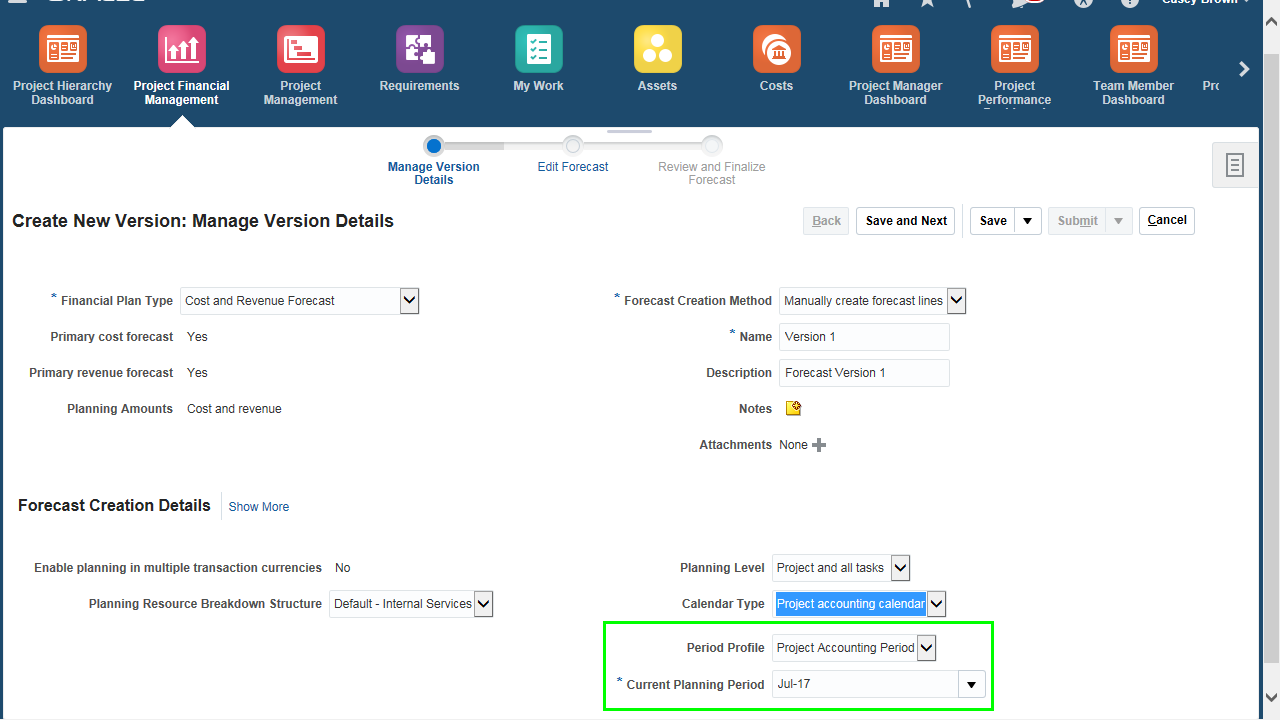 Casey Brown
Project Hierarchy
Dashboard
Project Financial
Management
Project
Management
Requirements
My Work
Assets
Costs
Project Manager
Dashboard
Project
Performance
Team Member
Dashboard
Manage Version
Details
Edit Forecast
Review and Finalize
Forecast
Create New Version: Manage Version Details
Back
Save and Next
Save
Submit
Cancel
* Financial Plan Type Cost and Revenue Forecast
* Forecast Creation Method Manually create forecast lines
Primary cost forecast Yes
* Name Version 1
Primary revenue forecast Yes
Description Forecast Version 1
Planning Amounts Cost and revenue
Notes
Attachments None
Forecast Creation Details Show More
Enable planning in multiple transaction currencies No
Planning Level Project and all tasks
Planning Resource Breakdown Structure Default - Internal Services
Calendar Type Project accounting calendar
Period Profile Project Accounting Period
* Current Planning Period Jul-17